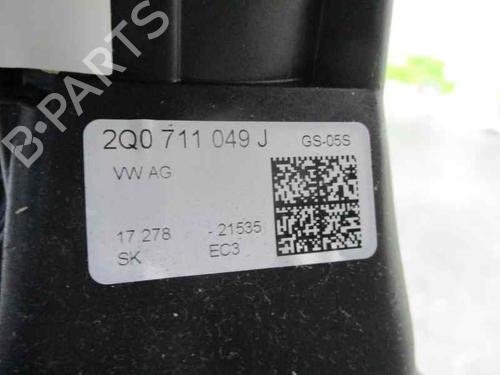 B-PARTS
2Q0 711 049 J GS-05S
VW AG
17 278 - 21535
SK EC3